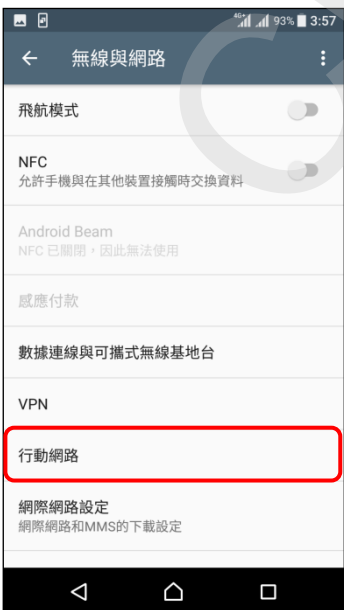 4G 93% 3:57
無線與網路
飛航模式
NFC
允許手機與在其他裝置接觸時交換資料
Android Beam
NFC 已關閉，因此無法使用
感應付款
數據連線與可攜式無線基地台
VPN
行動網路
網際網路設定
網際網路和MMS的下載設定